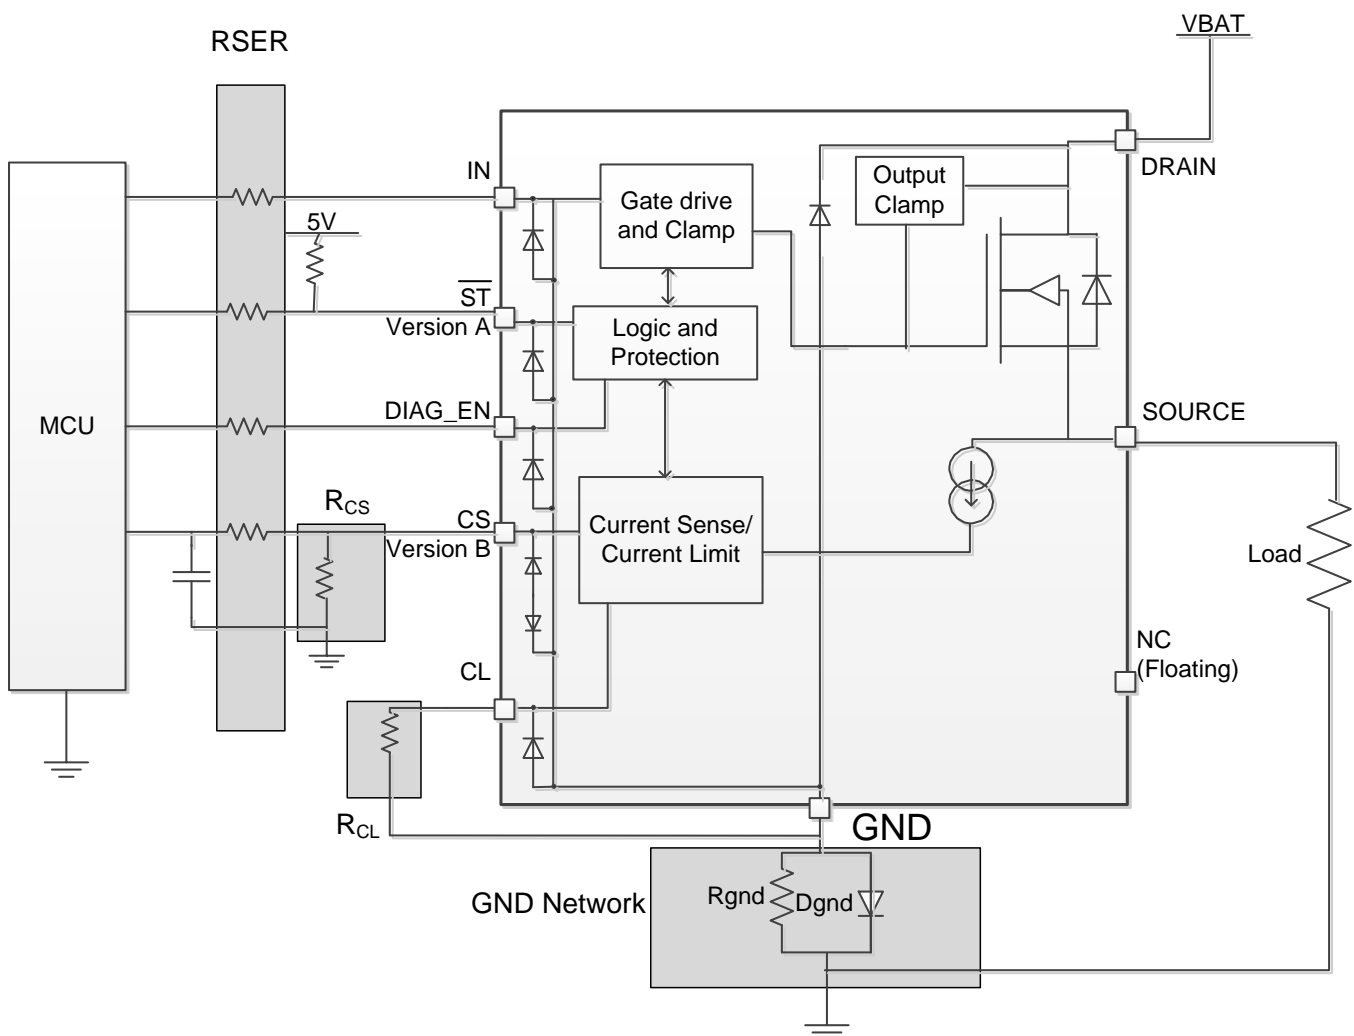 VBAT
RSER
IN
DRAIN
Gate drive
and Clamp
Output
Clamp
5V
ST
Version A
Logic and
Protection
MCU
DIAG_EN
SOURCE
RCS
CS
Version B
Current Sense/
Current Limit
Load
NC
(Floating)
CL
RCL
GND
GND Network
Rgnd
Dgnd